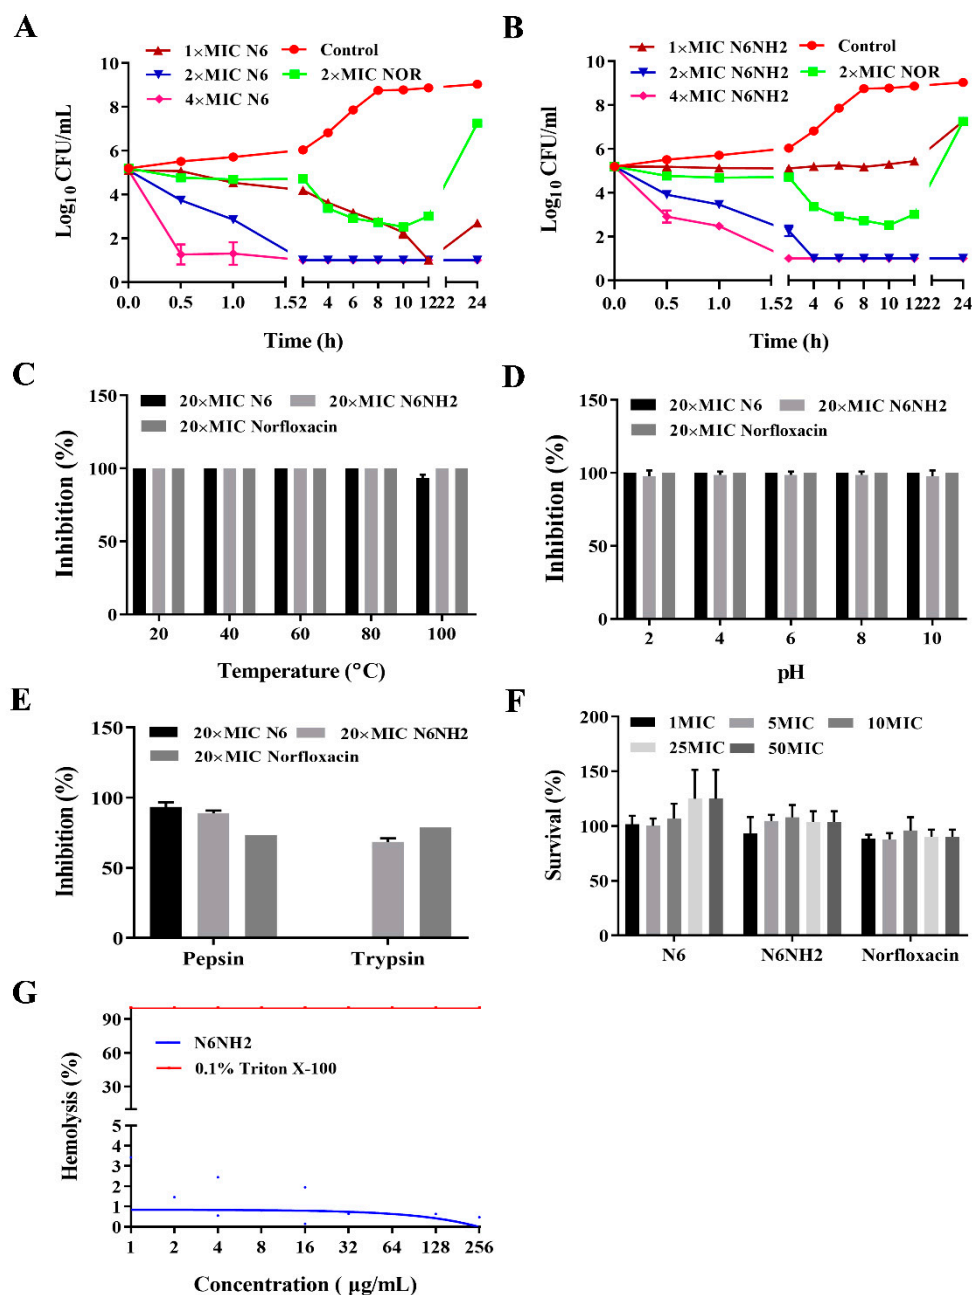 A
1×MIC N6
Control
2×MIC N6
2×MIC NOR
4×MIC N6
Log10 CFU/mL
10
8
6
4
2
0
0.0 0.5 1.0 1.5 2 4 6 8 10 12 22 24
Time (h)
B
1×MIC N6NH2
Control
2×MIC N6NH2
2×MIC NOR
4×MIC N6NH2
Log10 CFU/ml
10
8
6
4
2
0
0.0 0.5 1.0 1.5 2 4 6 8 10 12 22 24
Time (h)
C
20×MIC N6
20×MIC N6NH2
20×MIC Norfloxacin
Inhibition (%)
150
100
50
0
20 40 60 80 100
Temperature (°C)
D
20×MIC N6
20×MIC N6NH2
20×MIC Norfloxacin
Inhibition (%)
150
100
50
0
2 4 6 8 10
pH
E
20×MIC N6
20×MIC N6NH2
20×MIC Norfloxacin
Inhibition (%)
150
100
50
0
Pepsin Trypsin
F
1MIC 5MIC 10MIC
25MIC 50MIC
Survival (%)
200
150
100
50
0
N6 N6NH2 Norfloxacin
G
N6NH2
0.1% Triton X-100
Hemolysis (%)
90
60
30
5
4
3
2
1
0
1 2 4 8 16 32 64 128 256
Concentration ( μg/mL)